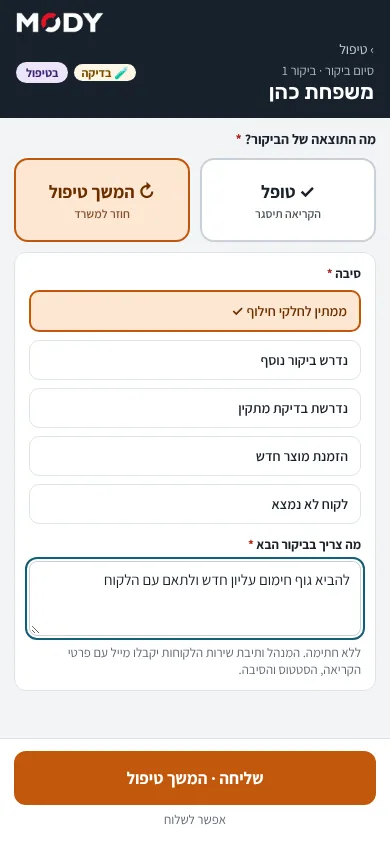 MODY
‹ טיפול
סיום ביקור · ביקור 1
משפחת כהן
🧪 בדיקה
בטיפול
מה התוצאה של הביקור? *
✓ טופל
הקריאה תיסגר
↻ המשך טיפול
חוזר למשרד
סיבה *
ממתין לחלקי חילוף ✓
נדרש ביקור נוסף
נדרשת בדיקת מתקין
הזמנת מוצר חדש
לקוח לא נמצא
מה צריך בביקור הבא *
להביא גוף חימום עליון חדש ולתאם עם הלקוח
ללא חתימה. המנהל ותיבת שירות הלקוחות יקבלו מייל עם פרטי
הקריאה, הסטטוס והסיבה.
שליחה · המשך טיפול
אפשר לשלוח